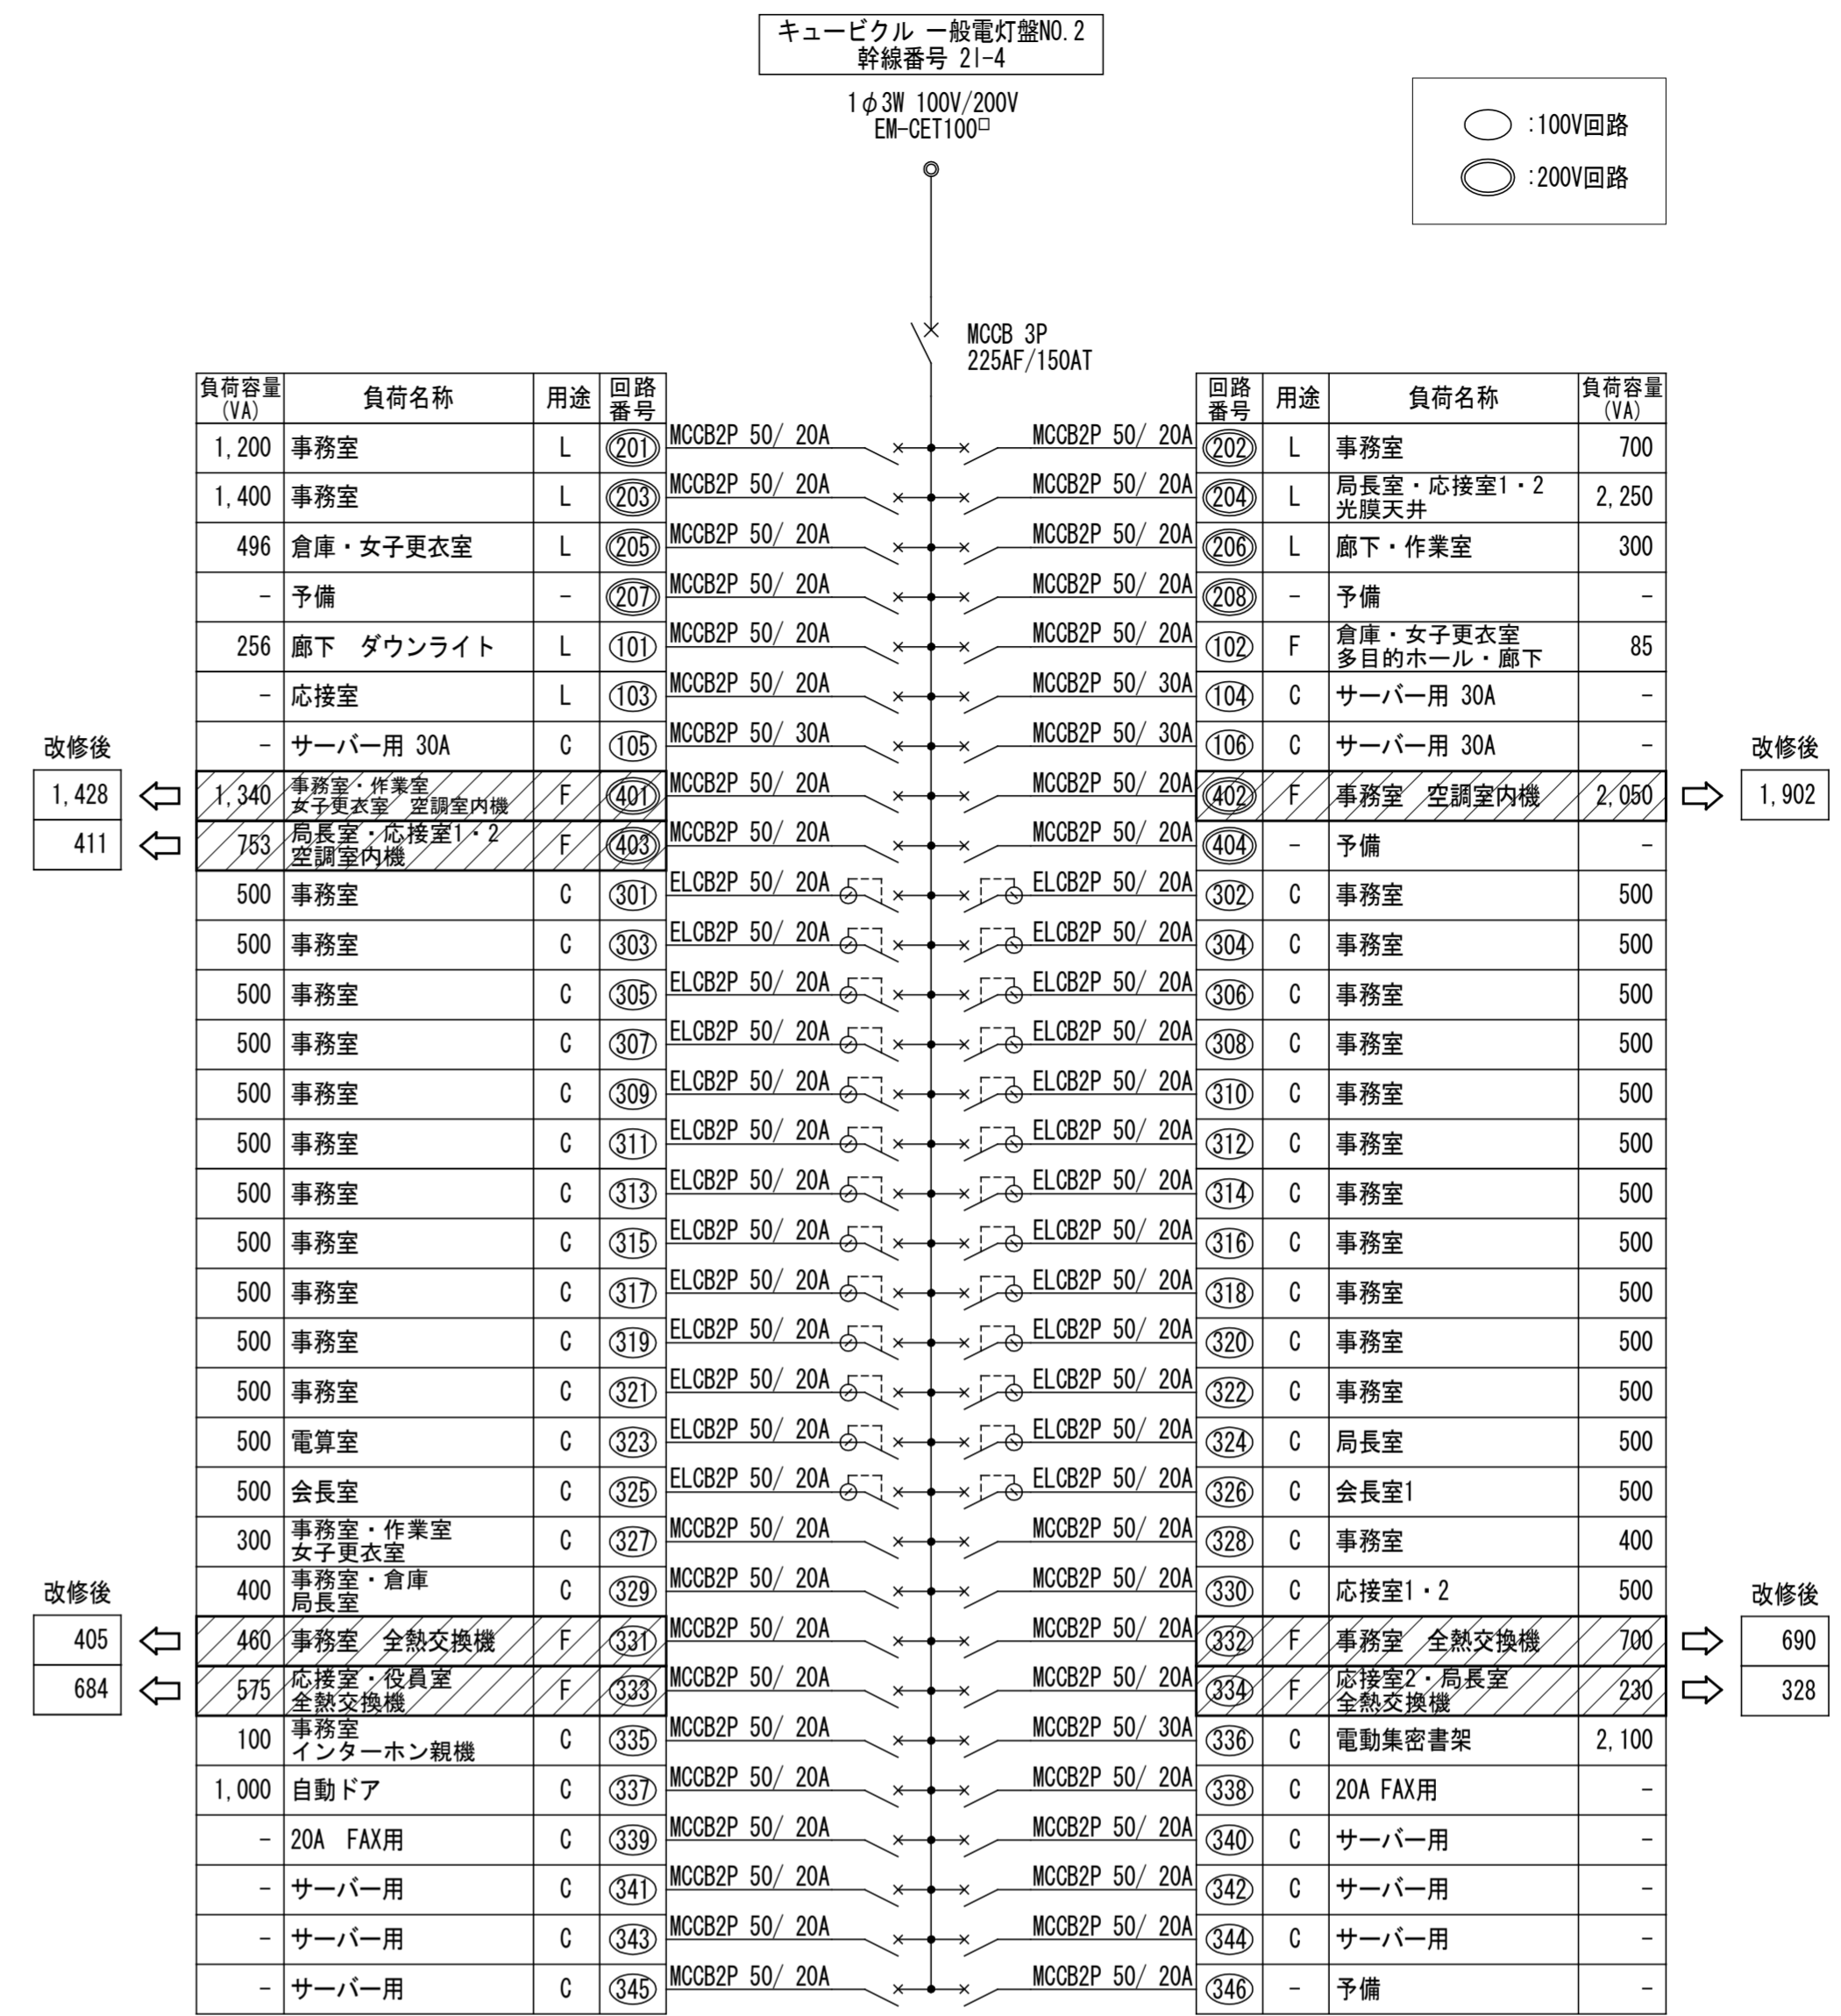 キュービクル 一般電灯盤NO.2
幹線番号 2l-4
1φ3W 100V/200V
EM-CET100□
:100V回路
:200V回路
MCCB 3P
225AF/150AT
負荷容量(VA) 負荷名称 用途 回路番号 回路番号 用途 負荷名称 負荷容量(VA)
1,200 事務室 L 201 MCCB2P 50/ 20A MCCB2P 50/ 20A 202 L 事務室 700
1,400 事務室 L 203 MCCB2P 50/ 20A MCCB2P 50/ 20A 204 L 局長室・応接室1・2 光膜天井 2,250
496 倉庫・女子更衣室 L 205 MCCB2P 50/ 20A MCCB2P 50/ 20A 206 L 廊下・作業室 300
- 予備 - 207 MCCB2P 50/ 20A MCCB2P 50/ 20A 208 - 予備 -
256 廊下 ダウンライト L 101 MCCB2P 50/ 20A MCCB2P 50/ 20A 102 F 倉庫・女子更衣室 多目的ホール・廊下 85
- 応接室 L 103 MCCB2P 50/ 20A MCCB2P 50/ 30A 104 C サーバー用 30A -
改修後 - サーバー用 30A C 105 MCCB2P 50/ 30A MCCB2P 50/ 30A 106 C サーバー用 30A - 改修後
1,428 1,340 事務室・作業室 女子更衣室 空調室内機 F 401 MCCB2P 50/ 20A MCCB2P 50/ 20A 402 F 事務室 空調室内機 2,050 1,902
411 753 局長室・応接室1・2 空調室内機 F 403 MCCB2P 50/ 20A MCCB2P 50/ 20A 404 - 予備 -
500 事務室 C 301 ELCB2P 50/ 20A ELCB2P 50/ 20A 302 C 事務室 500
500 事務室 C 303 ELCB2P 50/ 20A ELCB2P 50/ 20A 304 C 事務室 500
500 事務室 C 305 ELCB2P 50/ 20A ELCB2P 50/ 20A 306 C 事務室 500
500 事務室 C 307 ELCB2P 50/ 20A ELCB2P 50/ 20A 308 C 事務室 500
500 事務室 C 309 ELCB2P 50/ 20A ELCB2P 50/ 20A 310 C 事務室 500
500 事務室 C 311 ELCB2P 50/ 20A ELCB2P 50/ 20A 312 C 事務室 500
500 事務室 C 313 ELCB2P 50/ 20A ELCB2P 50/ 20A 314 C 事務室 500
500 事務室 C 315 ELCB2P 50/ 20A ELCB2P 50/ 20A 316 C 事務室 500
500 事務室 C 317 ELCB2P 50/ 20A ELCB2P 50/ 20A 318 C 事務室 500
500 事務室 C 319 ELCB2P 50/ 20A ELCB2P 50/ 20A 320 C 事務室 500
500 事務室 C 321 ELCB2P 50/ 20A ELCB2P 50/ 20A 322 C 事務室 500
500 電算室 C 323 ELCB2P 50/ 20A ELCB2P 50/ 20A 324 C 局長室 500
500 会長室 C 325 ELCB2P 50/ 20A ELCB2P 50/ 20A 326 C 会長室1 500
300 事務室・作業室 女子更衣室 C 327 MCCB2P 50/ 20A MCCB2P 50/ 20A 328 C 事務室 400
改修後 400 事務室・倉庫 局長室 C 329 MCCB2P 50/ 20A MCCB2P 50/ 20A 330 C 応接室1・2 500 改修後
405 460 事務室 全熱交換機 F 331 MCCB2P 50/ 20A MCCB2P 50/ 20A 332 F 事務室 全熱交換機 700 690
684 575 応接室・役員室 全熱交換機 F 333 MCCB2P 50/ 20A MCCB2P 50/ 20A 334 F 応接室2・局長室 全熱交換機 230 328
100 事務室 インターホン親機 C 335 MCCB2P 50/ 20A MCCB2P 50/ 30A 336 C 電動集密書架 2,100
1,000 自動ドア C 337 MCCB2P 50/ 20A MCCB2P 50/ 20A 338 C 20A FAX用 -
- 20A FAX用 C 339 MCCB2P 50/ 20A MCCB2P 50/ 20A 340 C サーバー用 -
- サーバー用 C 341 MCCB2P 50/ 20A MCCB2P 50/ 20A 342 C サーバー用 -
- サーバー用 C 343 MCCB2P 50/ 20A MCCB2P 50/ 20A 344 C サーバー用 -
- サーバー用 C 345 MCCB2P 50/ 20A MCCB2P 50/ 20A 346 - 予備 -